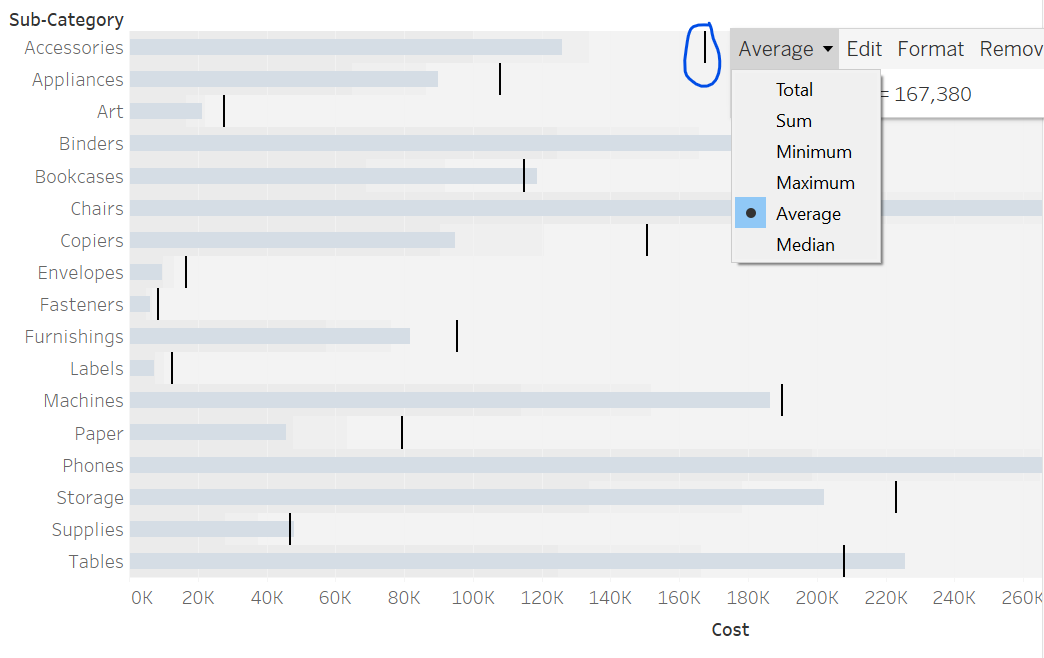 Sub-Category
Accessories
Appliances
Art
Binders
Bookcases
Chairs
Copiers
Envelopes
Fasteners
Furnishings
Labels
Machines
Paper
Phones
Storage
Supplies
Tables
Average Edit Format Remov
= 167,380
Total
Sum
Minimum
Maximum
Average
Median
0K 20K 40K 60K 80K 100K 120K 140K 160K 180K 200K 220K 240K 260K
Cost